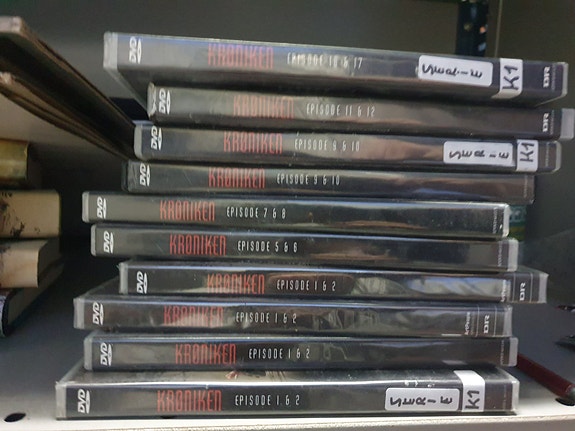 DVD KRØNIKEN EPISODE 16 & 17 SERIE K1 DR
DVD KRØNIKEN EPISODE 11 & 12 DR
DVD KRØNIKEN EPISODE 9 & 10 SERIE K1
DVD KRØNIKEN EPISODE 9 & 10
DVD KRØNIKEN EPISODE 7 & 8
DVD KRØNIKEN EPISODE 5 & 6
DVD KRØNIKEN EPISODE 1 & 2 DR
DVD KRØNIKEN EPISODE 1 & 2 DR
DVD KRØNIKEN EPISODE 1 & 2
DVD KRØNIKEN EPISODE 1 & 2 SERIE K1